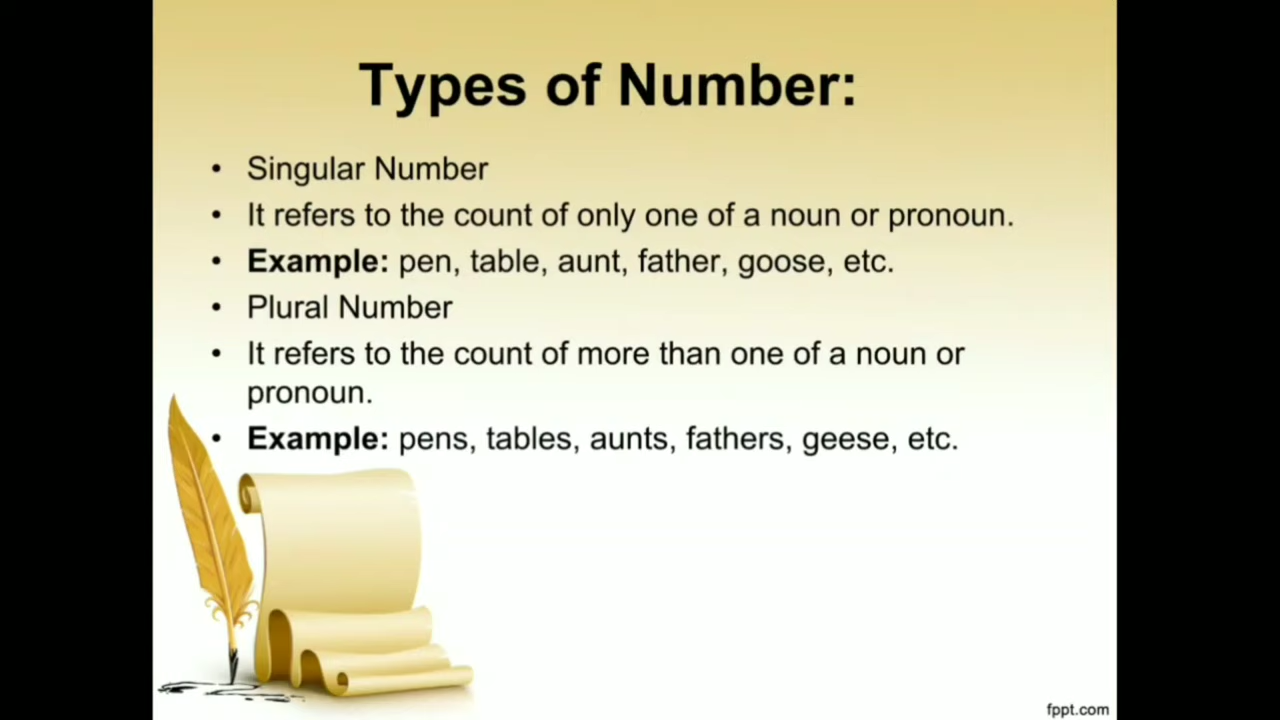 Types of Number:
• Singular Number
• It refers to the count of only one of a noun or pronoun.
• Example: pen, table, aunt, father, goose, etc.
• Plural Number
• It refers to the count of more than one of a noun or
pronoun.
• Example: pens, tables, aunts, fathers, geese, etc.
fppt.com